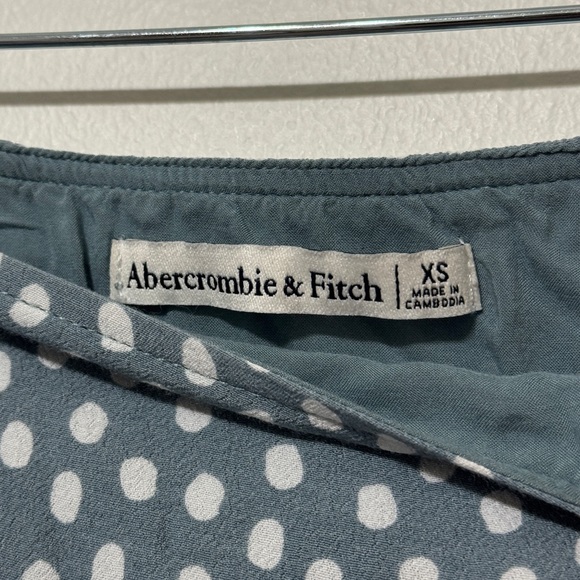 Abercrombie & Fitch
XS
MADE IN
CAMBODIA